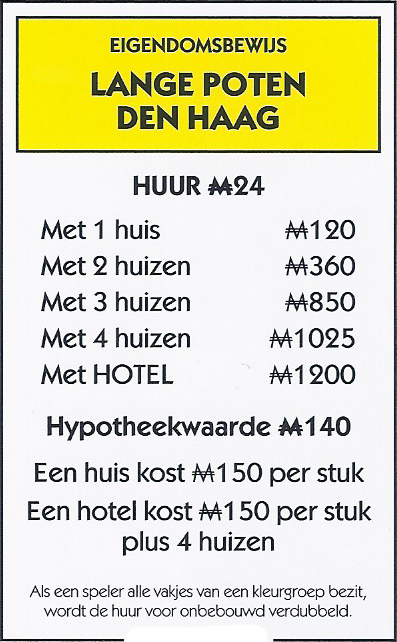 EIGENDOMSBEWIJS
LANGE POTEN
DEN HAAG
HUUR ₩24
Met 1 huis ₩120
Met 2 huizen ₩360
Met 3 huizen ₩850
Met 4 huizen ₩1025
Met HOTEL ₩1200
Hypotheekwaarde ₩140
Een huis kost ₩150 per stuk
Een hotel kost ₩150 per stuk
plus 4 huizen
Als een speler alle vakjes van een kleurgroep bezit,
wordt de huur voor onbebouwd verdubbeld.